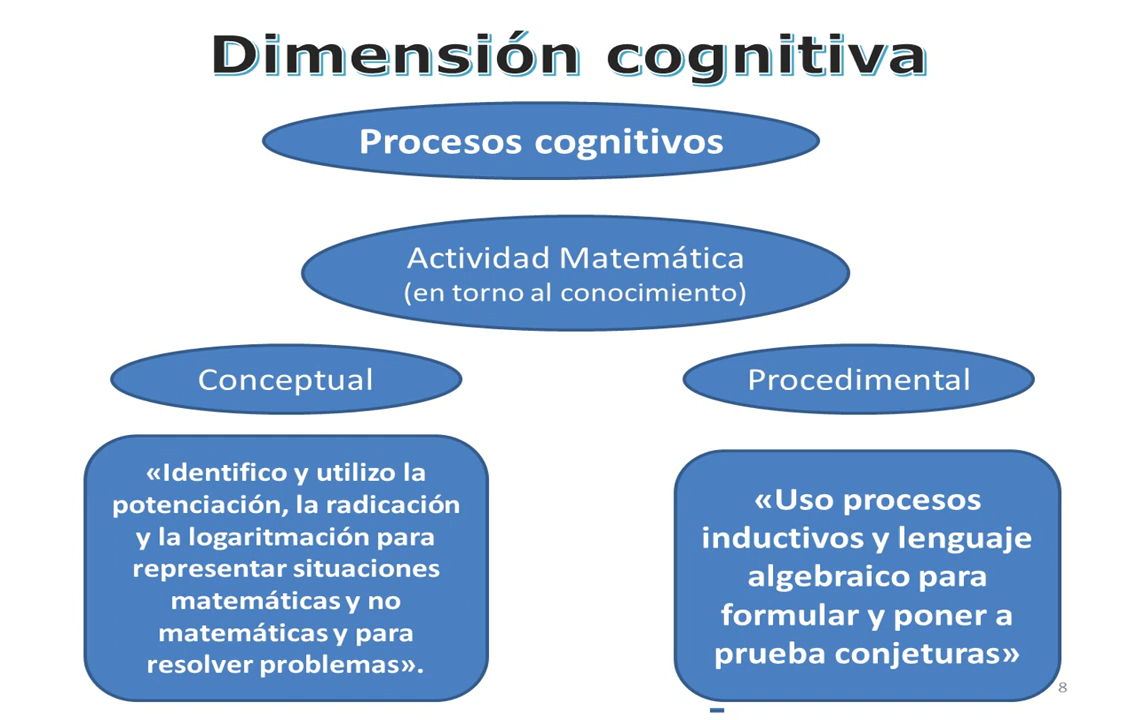 Dimensión cognitiva
Procesos cognitivos
Actividad Matemática
(en torno al conocimiento)
Conceptual
Procedimental
«Identifico y utilizo la
potenciación, la radicación
y la logaritmación para
representar situaciones
matemáticas y no
matemáticas y para
resolver problemas».
«Uso procesos
inductivos y lenguaje
algebraico para
formular y poner a
prueba conjeturas»
8